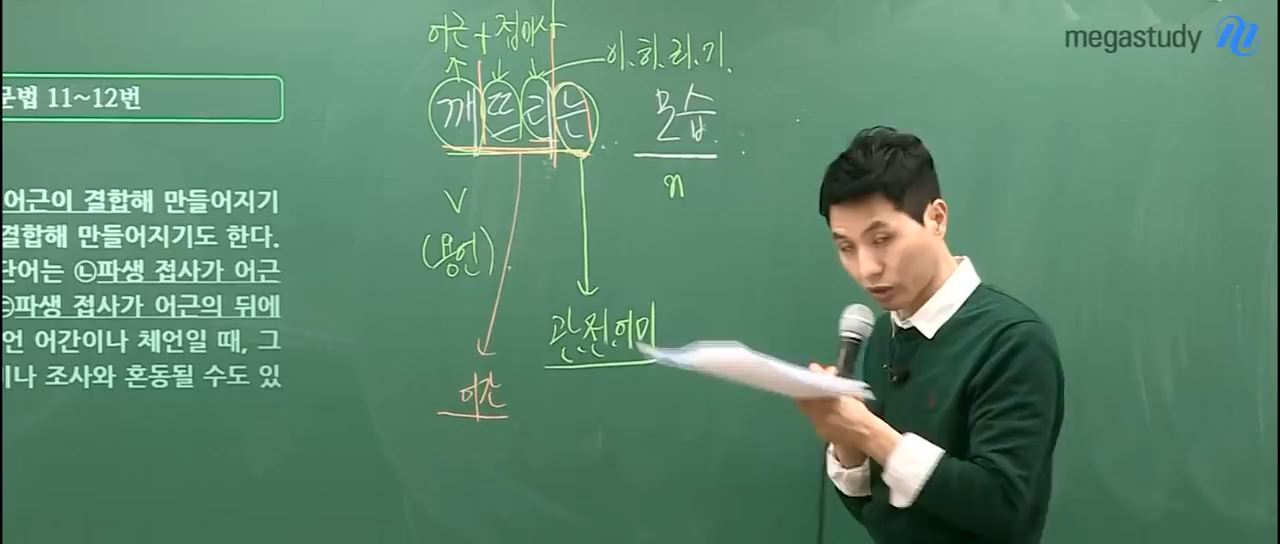 megastudy
문법 11~12번
어근이 결합해 만들어지기
결합해 만들어지기도 한다.
단어는 ㉡파생 접사가 어근
㉢파생 접사가 어근의 뒤에
언 어간이나 체언일 때, 그
이나 조사와 혼동될 수도 있
어근 + 접미사
이.히.리.기.
깨 뜨 리 는 모습
V
n
(용언).
관.전.어미
어간